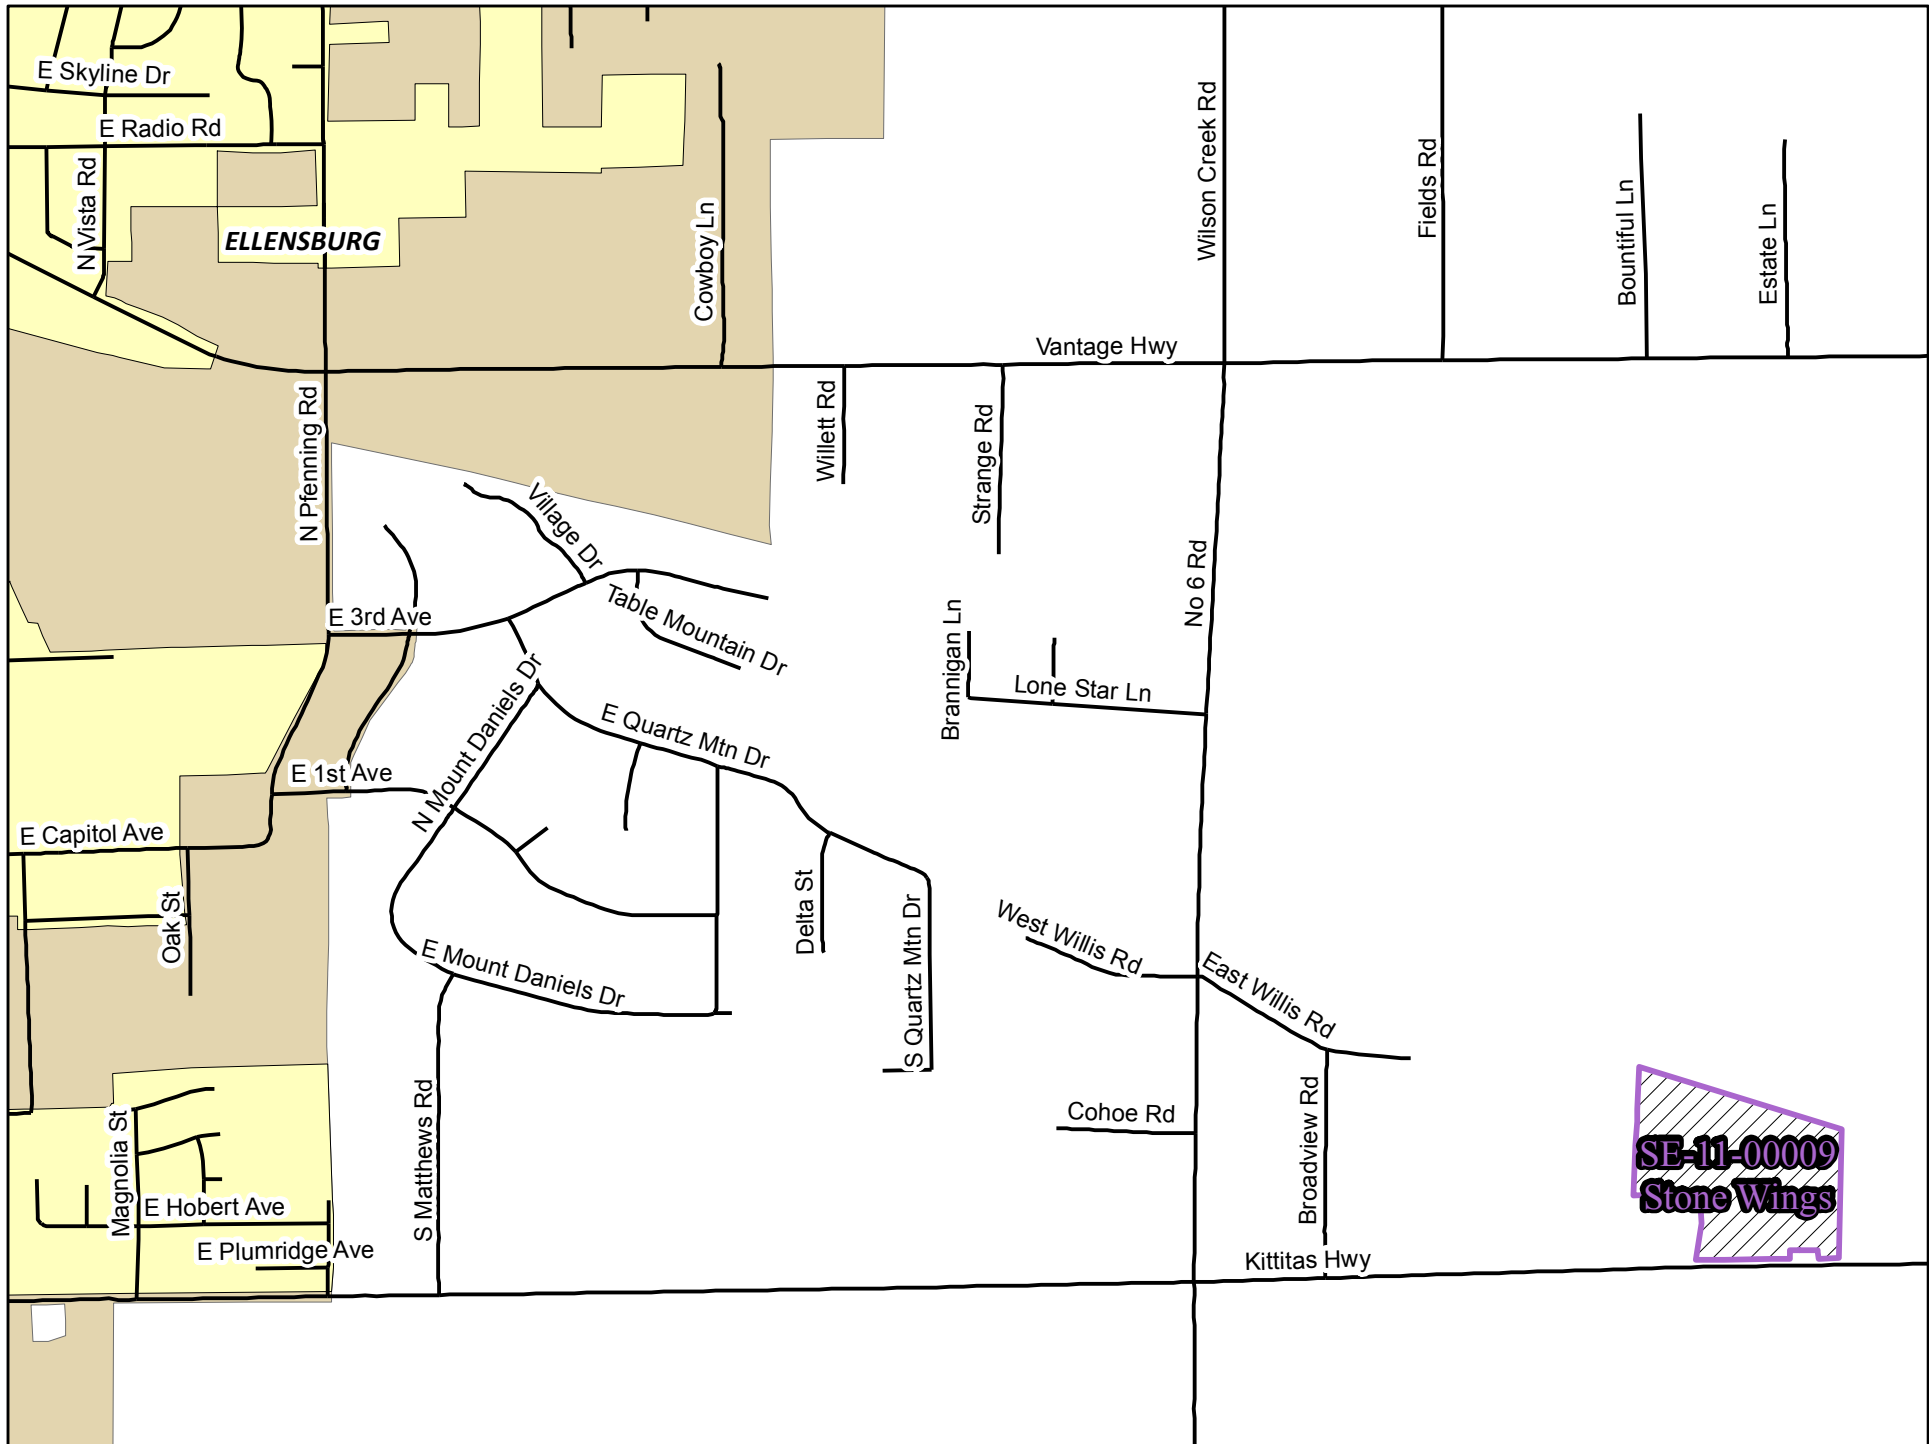 E Skyline Dr
E Radio Rd
N Vista Rd
ELLENSBURG
Cowboy Ln
Wilson Creek Rd
Fields Rd
Bountiful Ln
Estate Ln
Vantage Hwy
N Pfenning Rd
Willett Rd
Strange Rd
Village Dr
No 6 Rd
E 3rd Ave
Table Mountain Dr
Brannigan Ln
Lone Star Ln
N Mount Daniels Dr
E Quartz Mtn Dr
E 1st Ave
E Capitol Ave
Oak St
Delta St
S Quartz Mtn Dr
West Willis Rd
East Willis Rd
E Mount Daniels Dr
S Matthews Rd
Cohoe Rd
Broadview Rd
Magnolia St
SE-11-00009
Stone Wings
E Hobert Ave
E Plumridge Ave
Kittitas Hwy